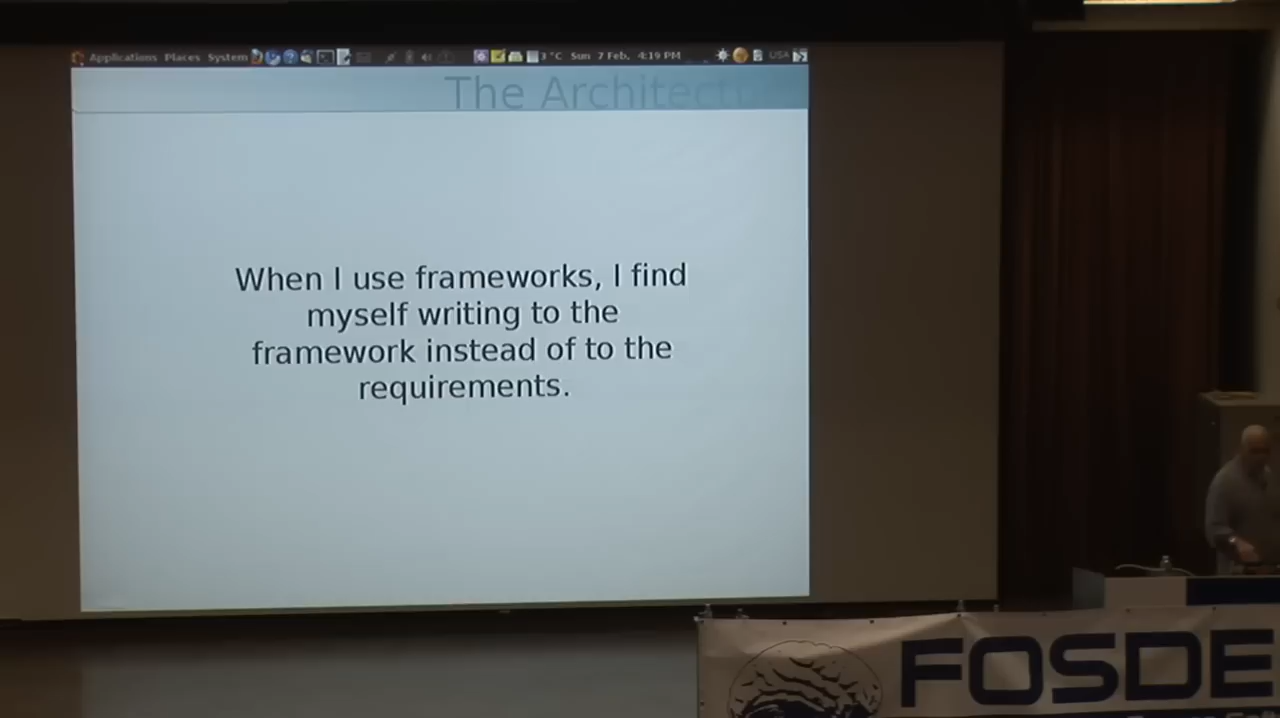 Applications Places System
3 °C Sun 7 Feb, 4:19 PM
USA
The Architect
When I use frameworks, I find
myself writing to the
framework instead of to the
requirements.
FOSDE